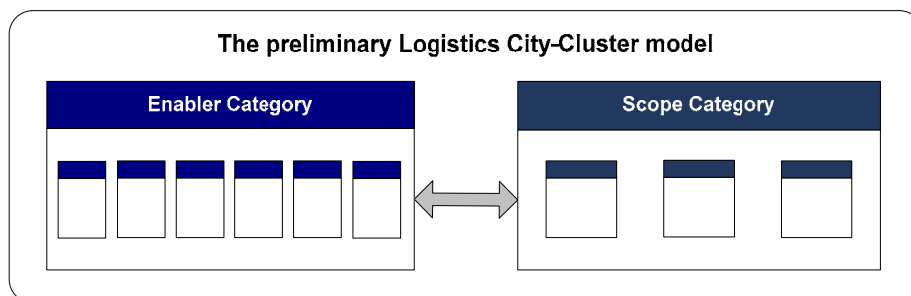 The preliminary Logistics City-Cluster model
Enabler Category
Scope Category